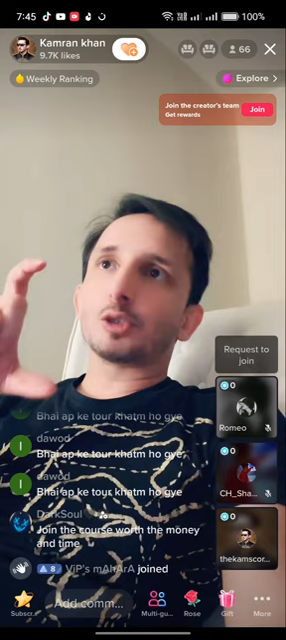 7:45
100%
Kamran khan
9.7K likes
66
Weekly Ranking
Explore >
Join the creator's team
Get rewards
Join
Request to join
0
Romeo
0
CH_Sha...
0
thekamscor...
Bhai ap ke tour khatm ho gye
dawod
Bhai ap ke tour khatm ho gye
dawod
Bhai ap ke tour khatm ho gye
DarkSoul
Join the course worth the money
and time
8 ViP's mAhArA joined
Subscr...
Add comm...
Multi-gu...
Rose
Gift
More